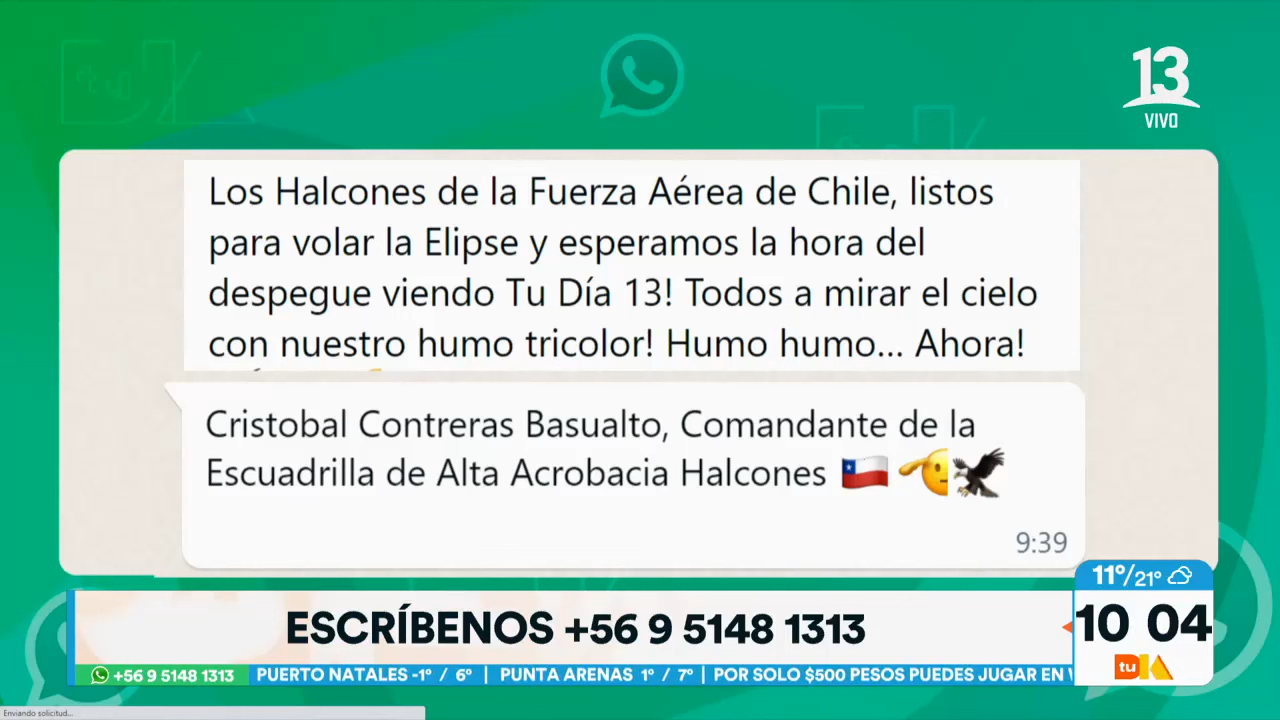 13
VIVO
Los Halcones de la Fuerza Aérea de Chile, listos
para volar la Elipse y esperamos la hora del
despegue viendo Tu Día 13! Todos a mirar el cielo
con nuestro humo tricolor! Humo humo... Ahora!
Cristobal Contreras Basualto, Comandante de la
Escuadrilla de Alta Acrobacia Halcones 🇨🇱 🫡🦅
9:39
11°/21°
ESCRÍBENOS +56 9 5148 1313
10 04
tu DÍA
+56 9 5148 1313 PUERTO NATALES -1° / 6° | PUNTA ARENAS 1° / 7° | POR SOLO $500 PESOS PUEDES JUGAR EN
Enviando solicitud...